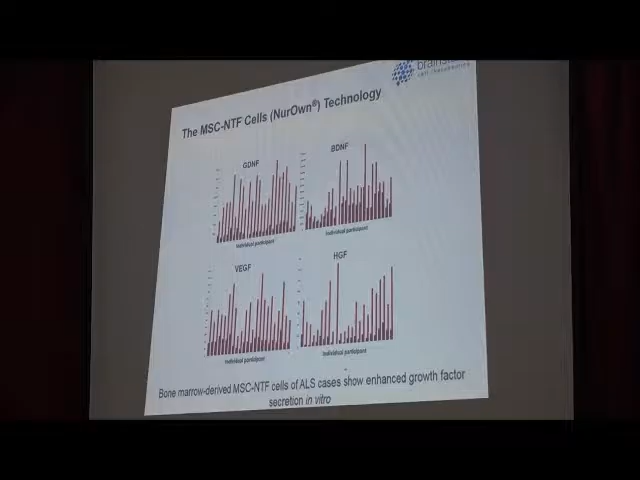 The MSC-NTF Cells (NurOwn®) Technology
GDNF
BDNF
Individual participant
Individual participant
VEGF
HGF
Individual participant
Individual participant
Bone marrow-derived MSC-NTF cells of ALS cases show enhanced growth factor
secretion in vitro